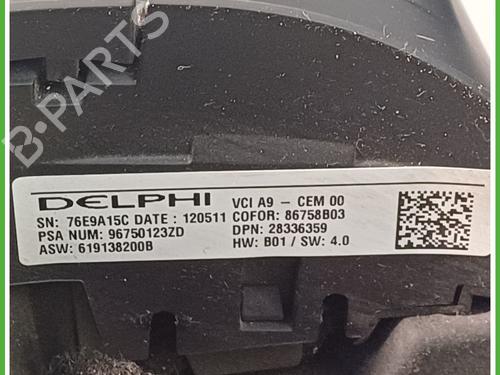 B-PARTS
DELPHI VCI A9 - CEM 00
SN: 76E9A15C DATE : 120511 COFOR: 86758B03
PSA NUM: 96750123ZD DPN: 28336359
ASW: 619138200B HW: B01 / SW: 4.0